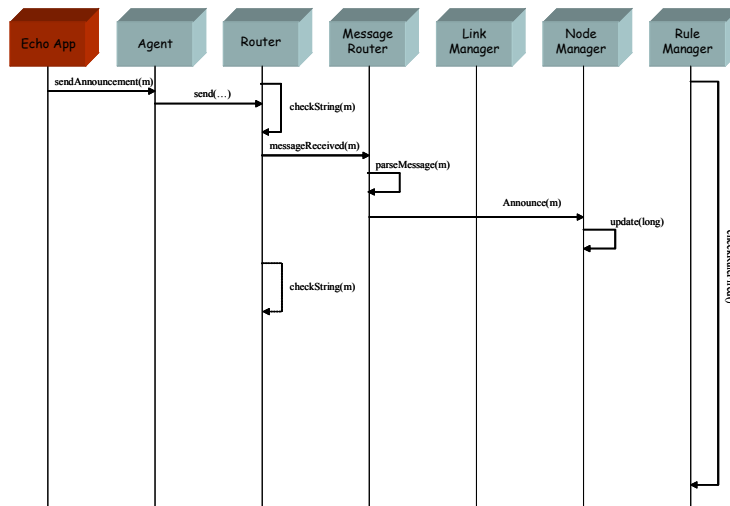 Echo App
Agent
Router
Message
Router
Link
Manager
Node
Manager
Rule
Manager
sendAnnouncement(m)
send(…)
checkString(m)
messageReceived(m)
parseMessage(m)
Announce(m)
update(long)
checkString(m)